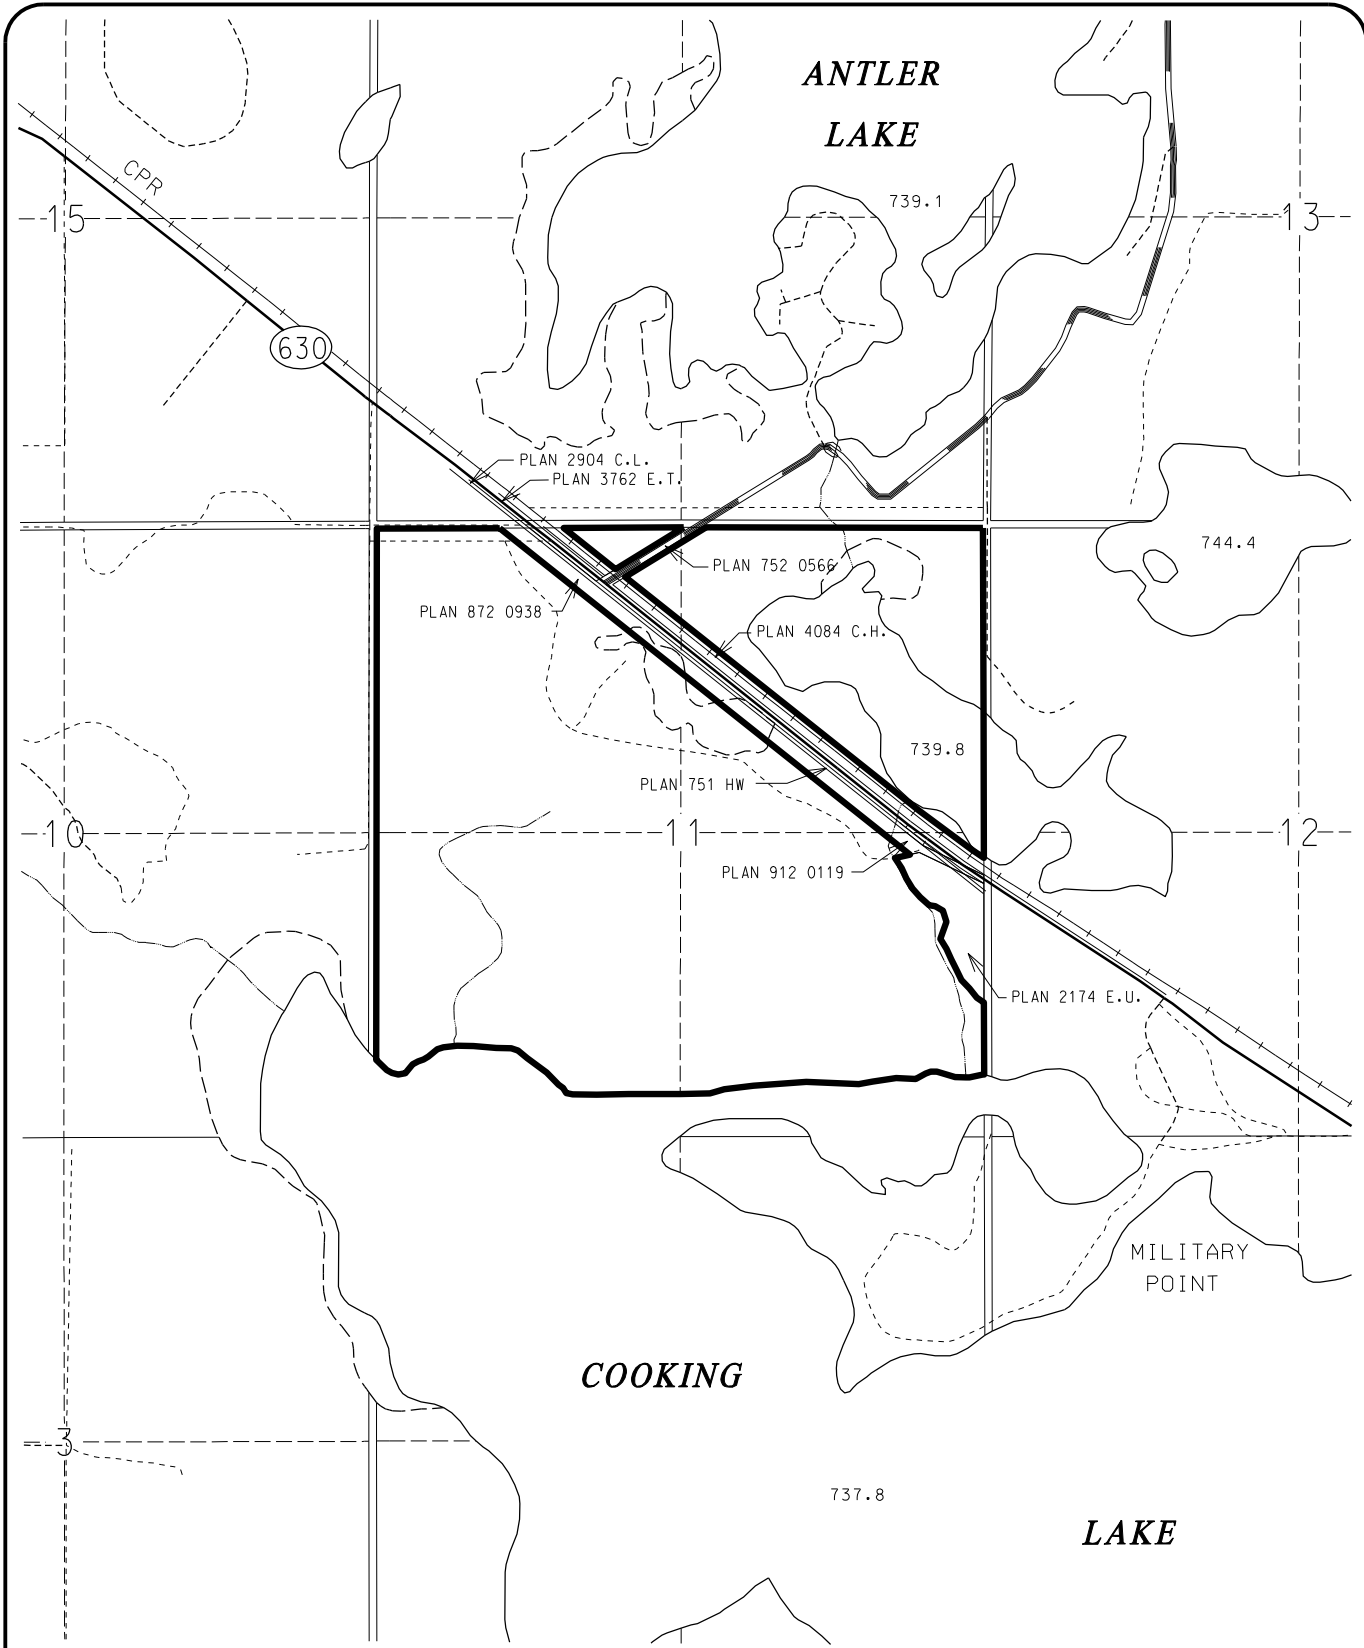 ANTLER
LAKE
CPR
739.1
15
13
630
PLAN 2904 C.L.
PLAN 3762 E.T.
744.4
PLAN 752 0566
PLAN 872 0938
PLAN 4084 C.H.
739.8
PLAN 751 HW
10
11
12
PLAN 912 0119
PLAN 2174 E.U.
MILITARY
POINT
COOKING
3
737.8
LAKE